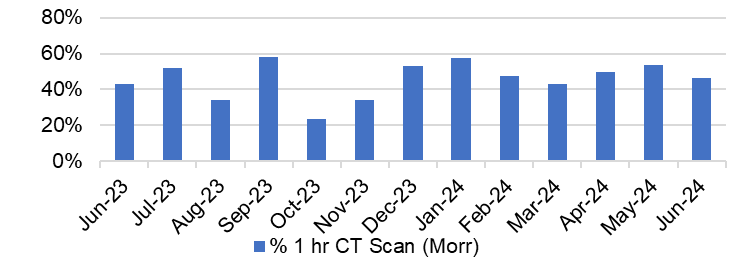 80%
60%
40%
20%
0%
Jun-23
Jul-23
Aug-23
Sep-23
Oct-23
Nov-23
Dec-23
Jan-24
Feb-24
Mar-24
Apr-24
May-24
Jun-24
% 1 hr CT Scan (Morr)